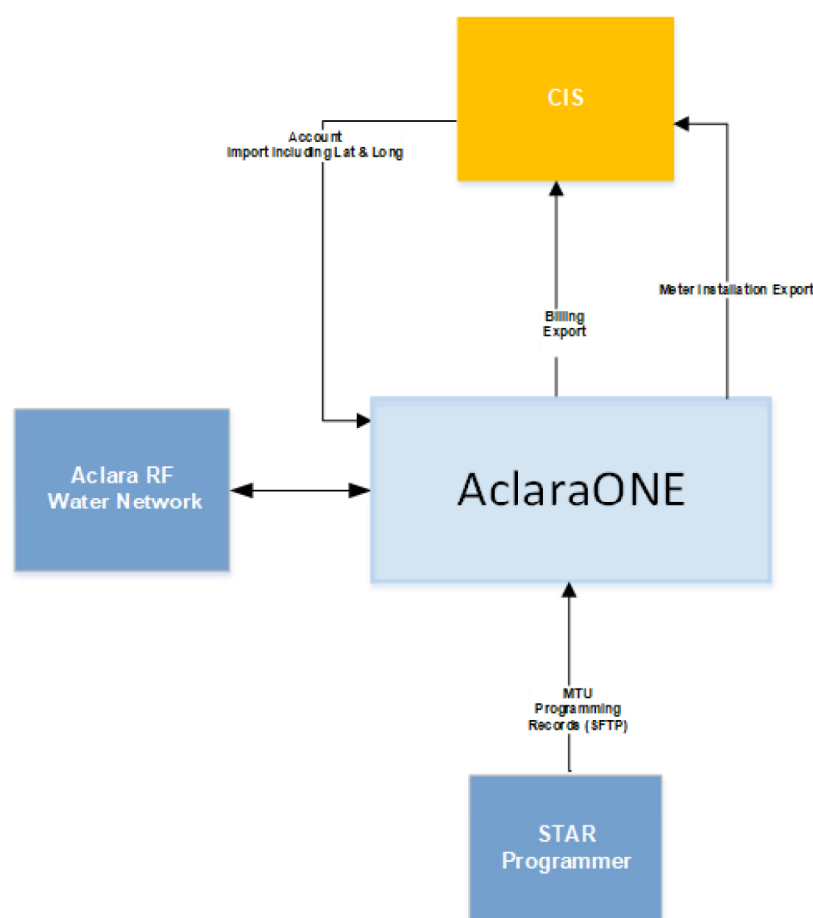 CIS
Account
Import Including Lat & Long
Meter Installation Export
Billing
Export
Aclara RF
Water Network
AclaraONE
MTU
Programming
Records (SFTP)
STAR
Programmer